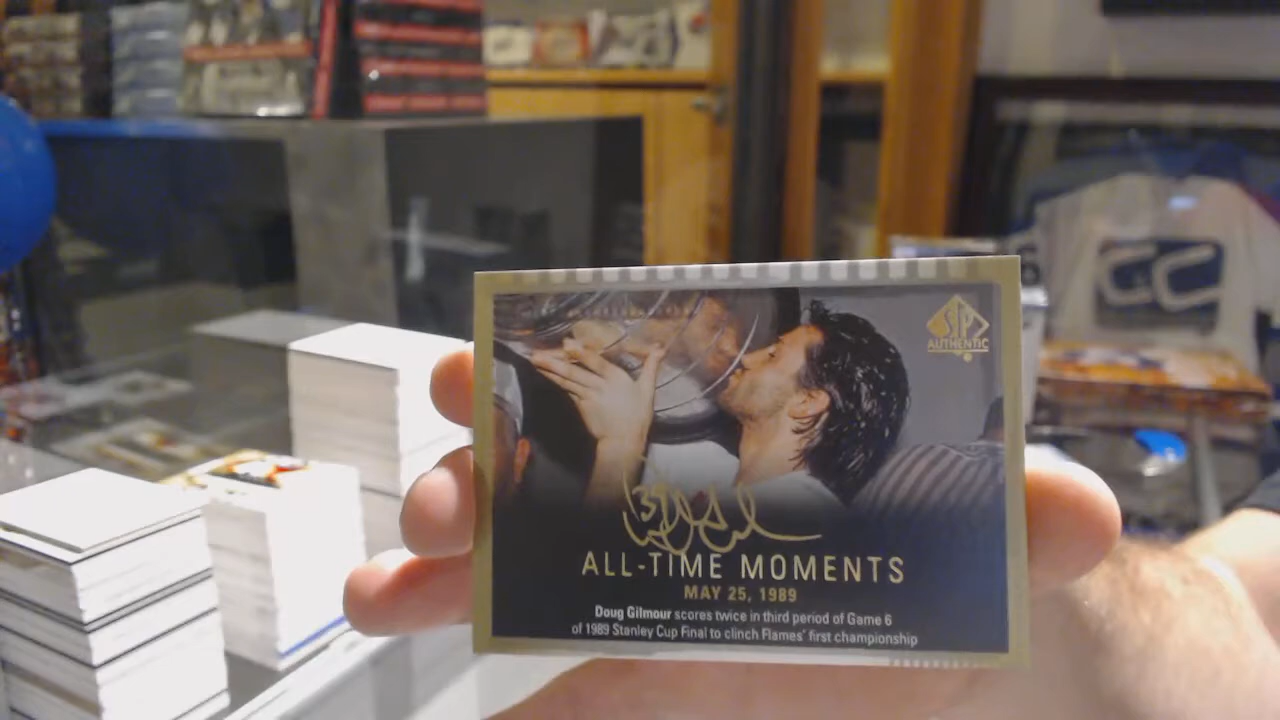 SP
AUTHENTIC
ALL-TIME MOMENTS
MAY 25, 1989
Doug Gilmour scores twice in third period of Game 6
of 1989 Stanley Cup Final to clinch Flames' first championship